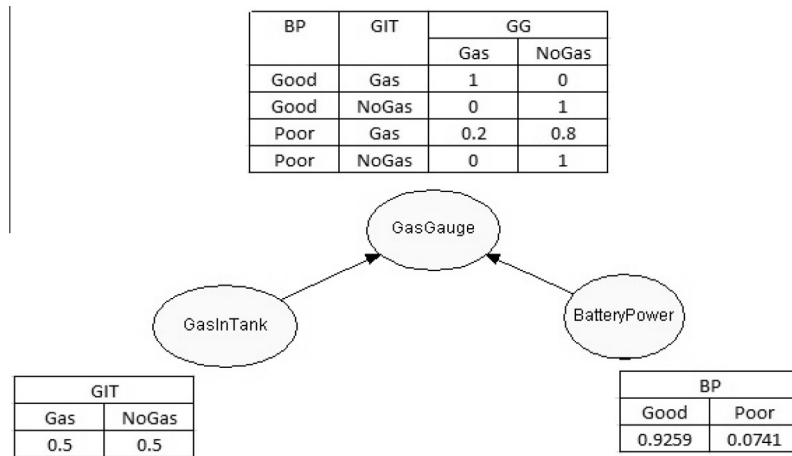 BP GIT GG
Gas NoGas
Good Gas 1 0
Good NoGas 0 1
Poor Gas 0.2 0.8
Poor NoGas 0 1
GasGauge
GasInTank
BatteryPower
GIT
Gas NoGas
0.5 0.5
BP
Good Poor
0.9259 0.0741